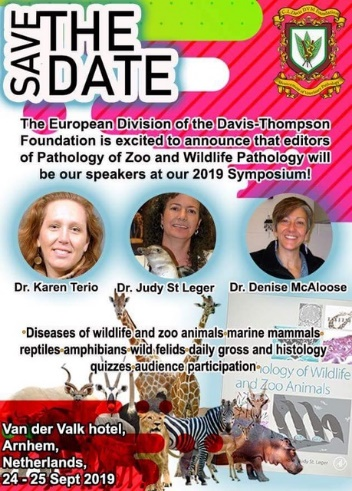 SAVE
THE
DATE
The European Division of the Davis-Thompson
Foundation is excited to announce that editors
of Pathology of Zoo and Wildlife Pathology will
be our speakers at our 2019 Symposium!
Dr. Karen Terio
Dr. Judy St Leger
Dr. Denise McAloose
•Diseases of wildlife and zoo animals•marine mammals•
reptiles•amphibians•wild felids•daily gross and histology
quizzes•audience participation•
ology of Wildlife
and Zoo Animals
Judy St. Leger
Van der Valk hotel,
Arnhem,
Netherlands,
24 - 25 Sept 2019